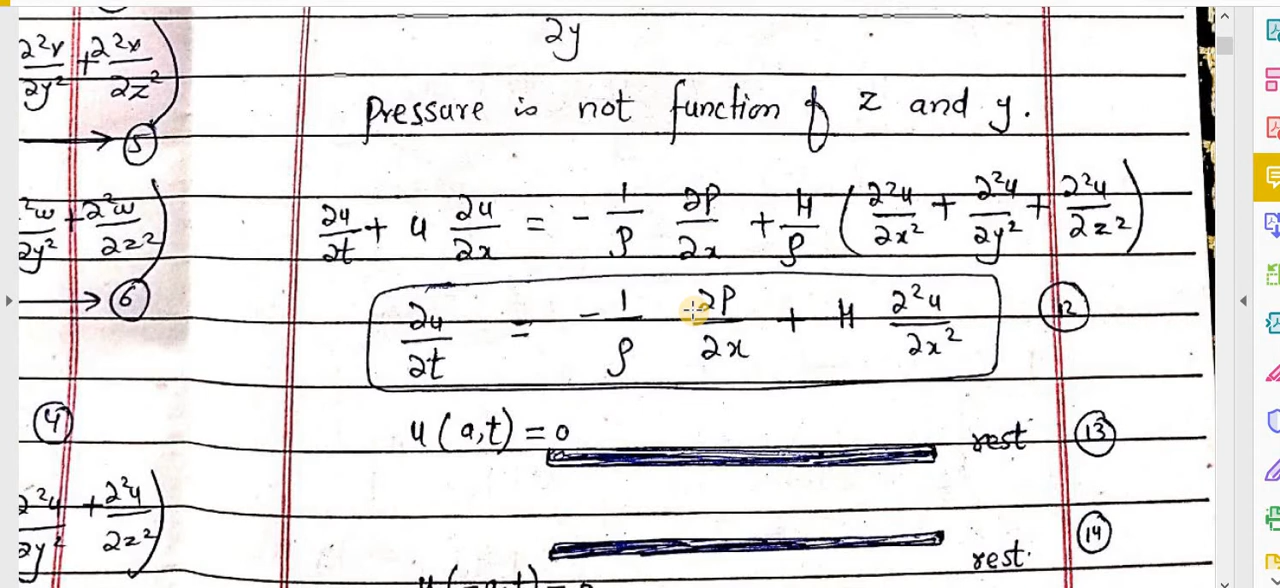 ∂y
∂²v/∂y² + ∂²v/∂z² )
→ (5)
²w/∂y² + ∂²w/∂z² )
→ (6)
(4)
∂²u/∂y² + ∂²u/∂z² )
Pressure is not function of z and y.
∂u/∂t + u ∂u/∂x = - 1/ρ ∂P/∂x + μ/ρ ( ∂²u/∂x² + ∂²u/∂y² + ∂²u/∂z² )
∂u/∂t = - 1/ρ ∂P/∂x + μ ∂²u/∂x² (12)
u(a,t) = 0 rest (13)
rest. (14)